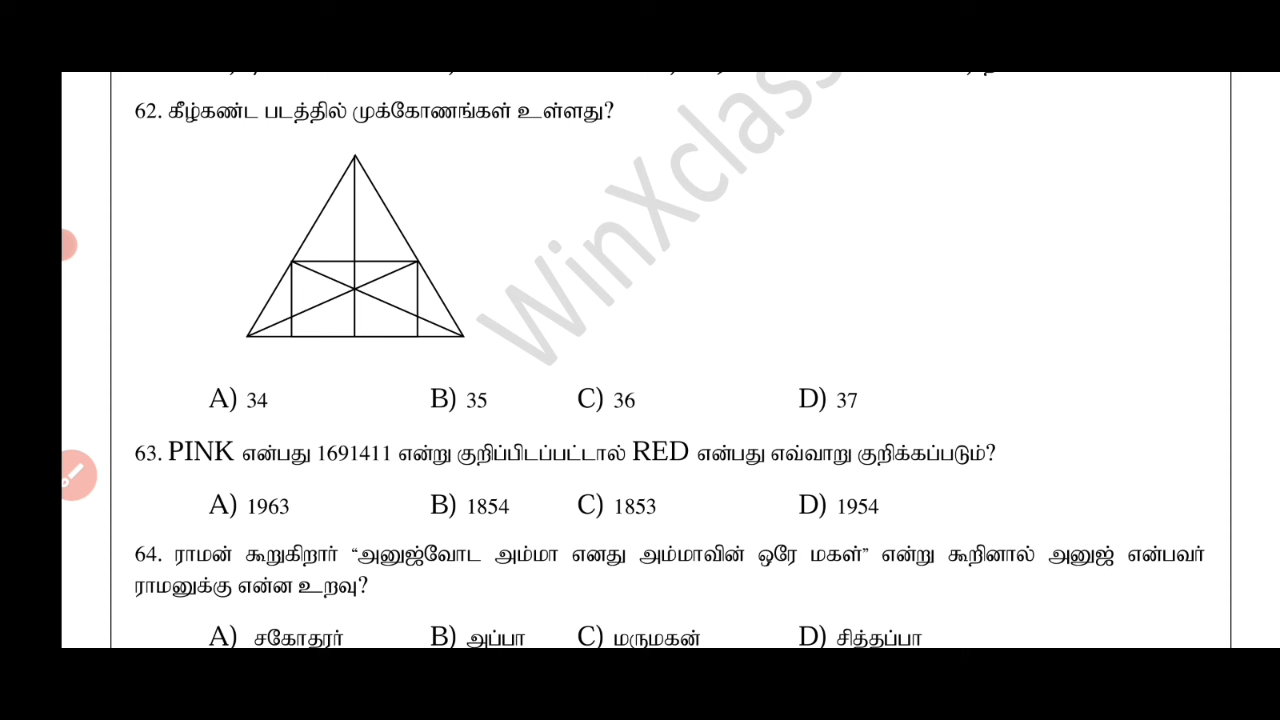 62. கீழ்கண்ட படத்தில் முக்கோணங்கள் உள்ளது?
A) 34 B) 35 C) 36 D) 37
63. PINK என்பது 1691411 என்று குறிப்பிடப்பட்டால் RED என்பது எவ்வாறு குறிக்கப்படும்?
A) 1963 B) 1854 C) 1853 D) 1954
64. ராமன் கூறுகிறார் “அனுஜ்வோட அம்மா எனது அம்மாவின் ஒரே மகள்” என்று கூறினால் அனுஜ் என்பவர்
ராமனுக்கு என்ன உறவு?
A) சகோதரர் B) அப்பா C) மருமகன் D) சித்தப்பா
WinXclass